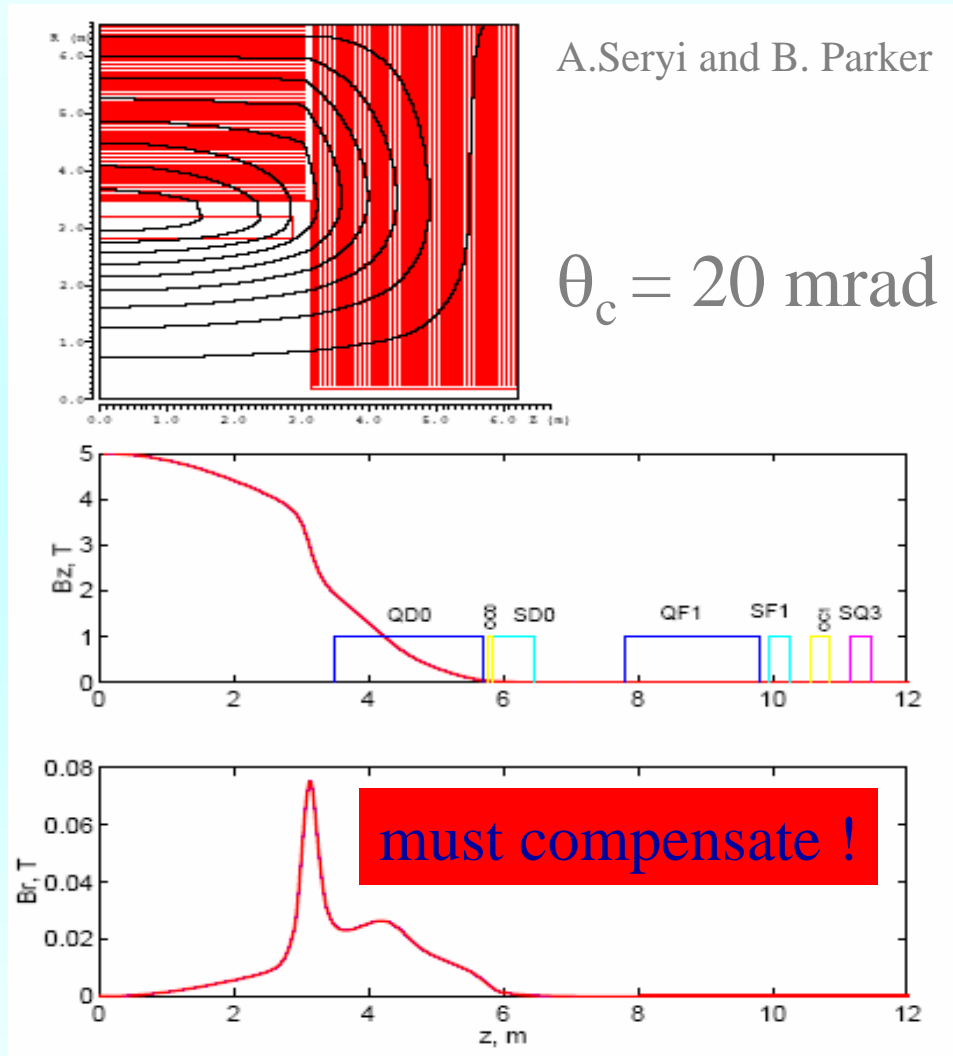 R (m)
6.0
5.0
4.0
3.0
2.0
1.0
0.0
0.0 1.0 2.0 3.0 4.0 5.0 6.0 Z (m)
A.Seryi and B. Parker
θc = 20 mrad
Bz, T
5
4
3
2
1
0
QD0 SD0 QF1 SF1 SQ3
0 2 4 6 8 10 12
Br, T
0.08
0.06
0.04
0.02
0
must compensate !
0 2 4 6 8 10 12
z, m